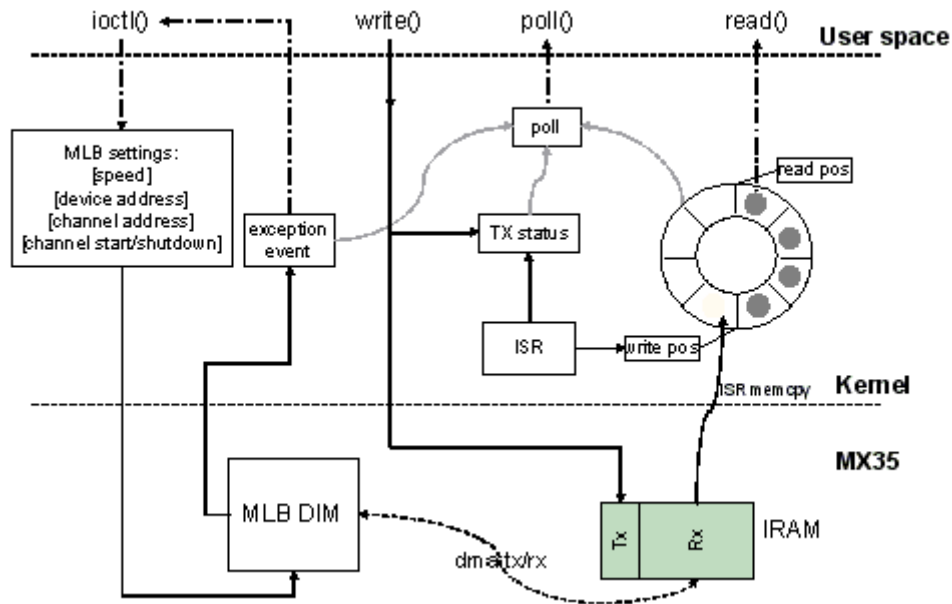 ioctl()
write()
poll()
read()
User space
poll
MLB settings:
[speed]
[device address]
[channel address]
[channel start/shutdown]
read pos
exception
event
TX status
ISR
write pos
ISR memcpy
Kernel
MX35
MLB DIM
Tx
Rx
IRAM
dma tx/rx